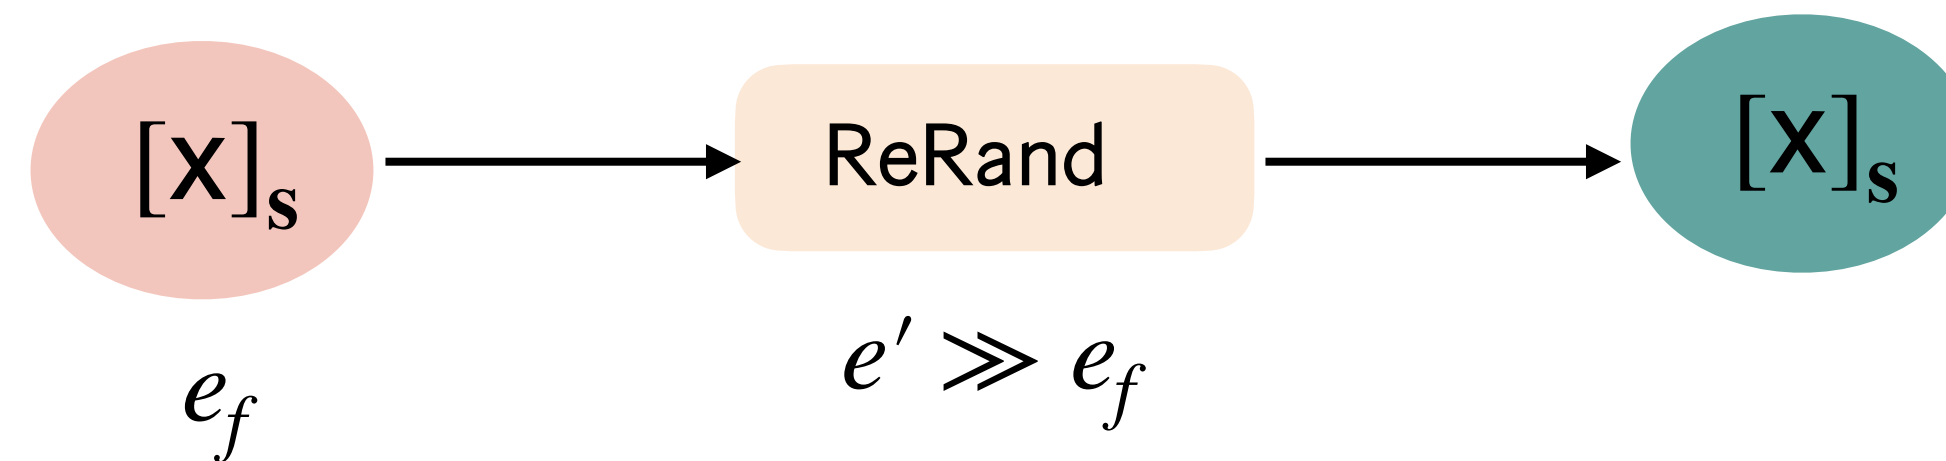 [x]ₛ ReRand [x]ₛ
e′ ≫ e_f
e_f